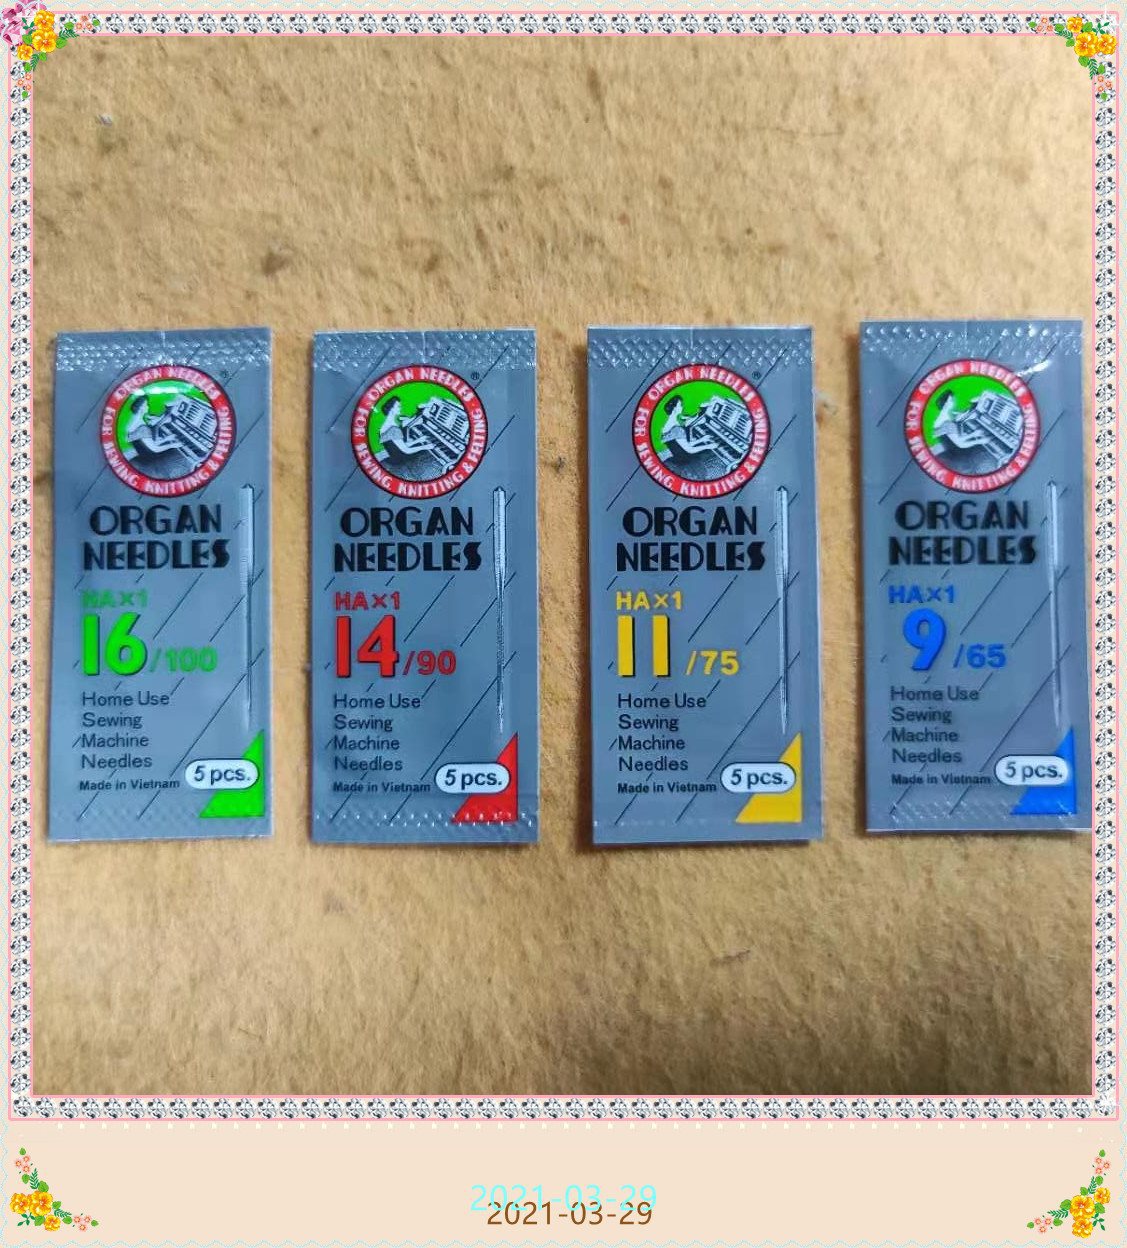 ORGAN NEEDLES
FOR SEWING, KNITTING & FELTING
®
ORGAN
NEEDLES
HA×1
16/100
Home Use
Sewing
Machine
Needles
Made in Vietnam
5 pcs.
ORGAN NEEDLES
FOR SEWING, KNITTING & FELTING
®
ORGAN
NEEDLES
HA×1
14/90
Home Use
Sewing
Machine
Needles
Made in Vietnam
5 pcs.
ORGAN NEEDLES
FOR SEWING, KNITTING & FELTING
®
ORGAN
NEEDLES
HA×1
11/75
Home Use
Sewing
Machine
Needles
Made in Vietnam
5 pcs.
ORGAN NEEDLES
FOR SEWING, KNITTING & FELTING
ORGAN
NEEDLES
HA×1
9/65
Home Use
Sewing
Machine
Needles
Made in Vietnam
5 pcs.
2021-03-29
2021-03-29